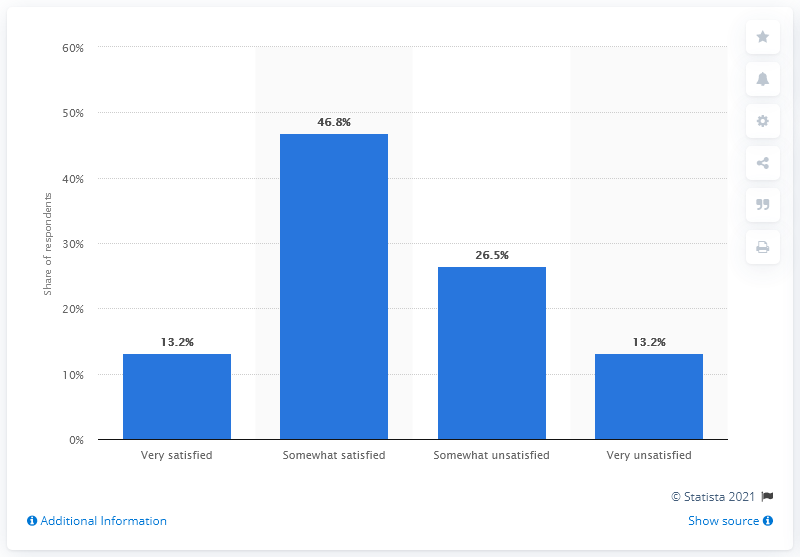 60%
50%
40%
30%
20%
10%
0%
Share of respondents
13.2%
46.8%
26.5%
13.2%
Very satisfied
Somewhat satisfied
Somewhat unsatisfied
Very unsatisfied
© Statista 2021
Additional Information
Show source